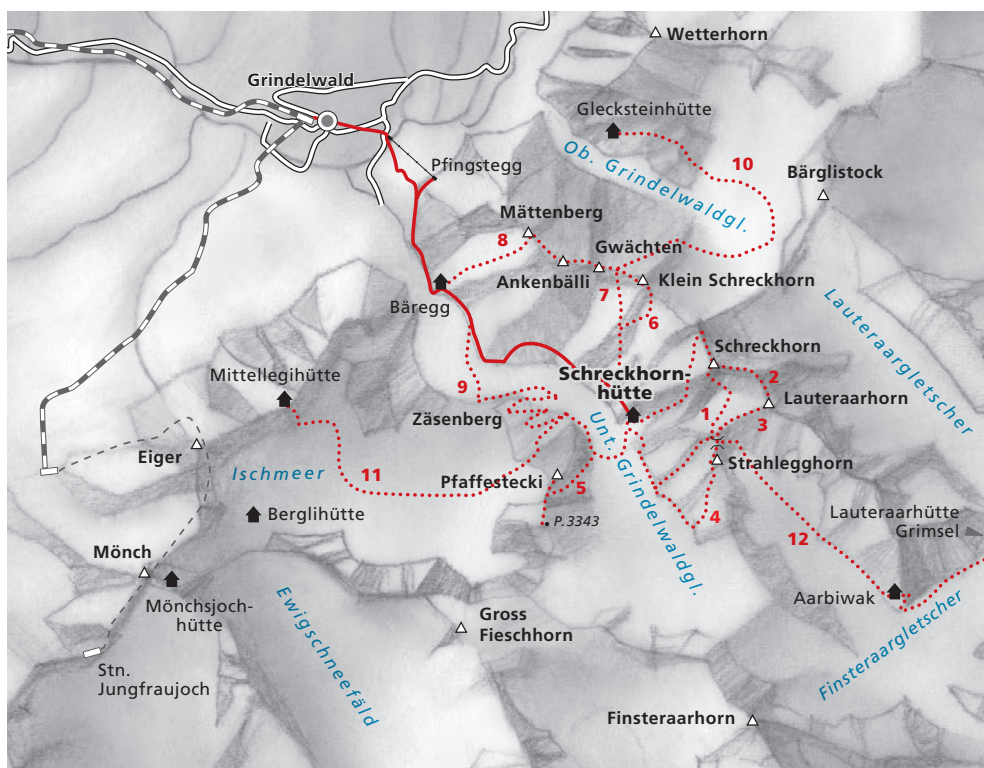 Wetterhorn
Grindelwald
Glecksteinhütte
Pfingstegg
Ob. Grindelwaldgl.
10
Bärglistock
Mättenberg
8
Gwächten
Ankenbälli
7
Klein Schreckhorn
Bäregg
6
Lauteraargletscher
Schreckhorn
Mittellegihütte
9
Schreckhorn-
hütte
2
1
Lauteraarhorn
3
Zäsenberg
Unt. Grindelwaldgl.
Eiger
Ischmeer
11
Pfaffestecki
5
Strahlegghorn
Berglihütte
P. 3343
4
12
Lauteraarhütte
Grimsel
Mönch
Mönchsjoch-
hütte
Ewigschneefäld
Gross
Fieschhorn
Aarbiwak
Finsteraargletscher
Stn.
Jungfraujoch
Finsteraarhorn